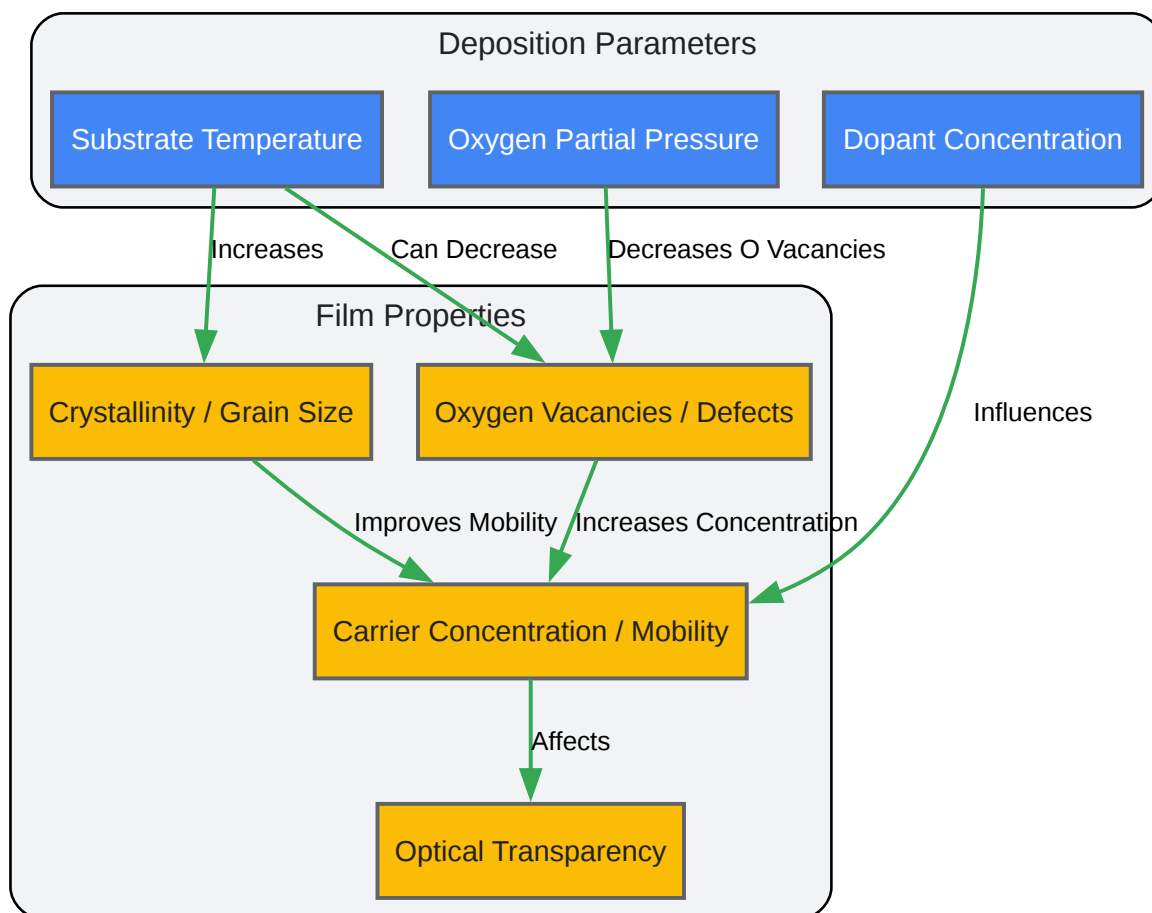 Deposition Parameters
Substrate Temperature
Oxygen Partial Pressure
Dopant Concentration
Increases
Can Decrease
Decreases O Vacancies
Film Properties
Crystallinity / Grain Size
Oxygen Vacancies / Defects
Influences
Improves Mobility
Increases Concentration
Carrier Concentration / Mobility
Affects
Optical Transparency